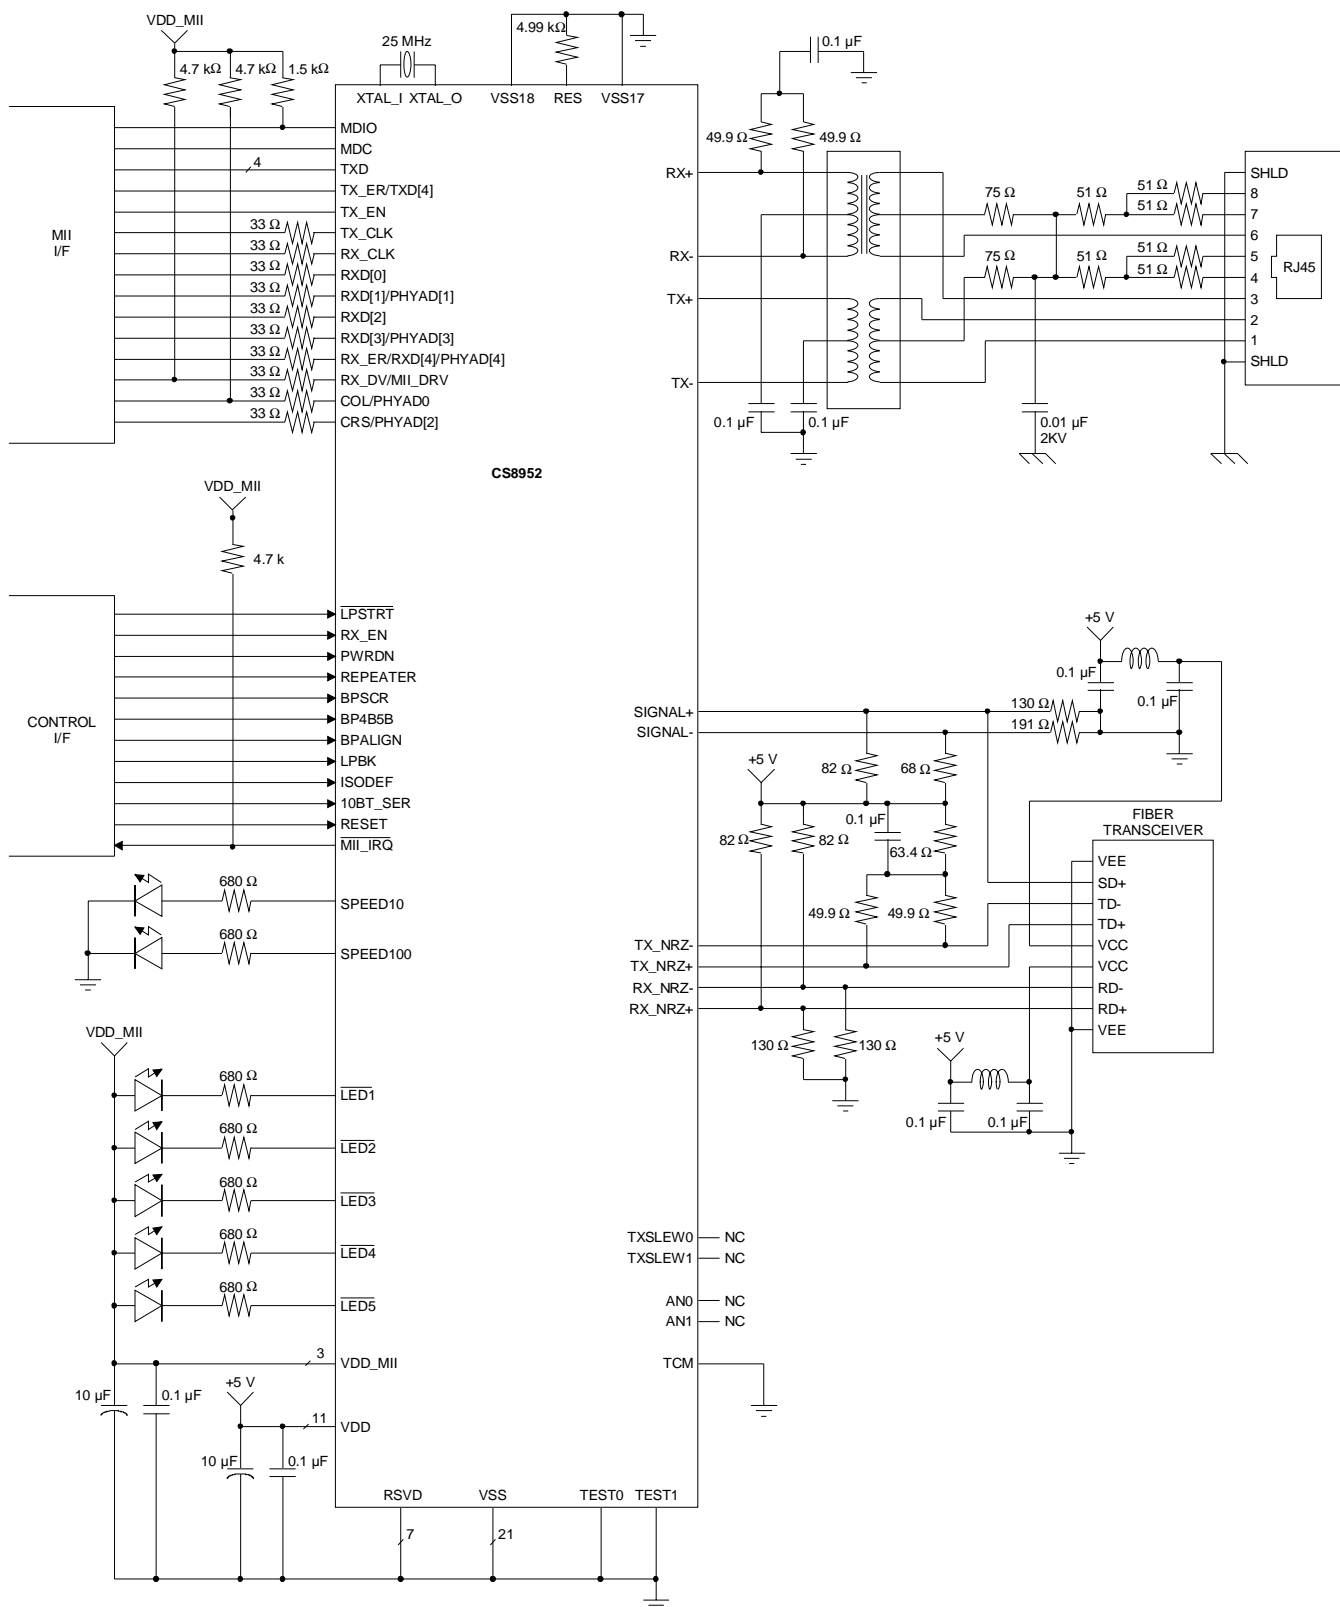 VDD_MII
4.7 kΩ
4.7 kΩ
1.5 kΩ
25 MHz
4.99 kΩ
0.1 µF
XTAL_I
XTAL_O
VSS18
RES
VSS17
49.9 Ω
49.9 Ω
MII
I/F
MDIO
MDC
4
TXD
TX_ER/TXD[4]
TX_EN
33 Ω
TX_CLK
33 Ω
RX_CLK
33 Ω
RXD[0]
33 Ω
RXD[1]/PHYAD[1]
33 Ω
RXD[2]
33 Ω
RXD[3]/PHYAD[3]
33 Ω
RX_ER/RXD[4]/PHYAD[4]
33 Ω
RX_DV/MII_DRV
33 Ω
COL/PHYAD0
33 Ω
CRS/PHYAD[2]
RX+
RX-
TX+
TX-
75 Ω
51 Ω
51 Ω
51 Ω
75 Ω
51 Ω
51 Ω
51 Ω
SHLD
8
7
6
5
4
3
2
1
SHLD
RJ45
0.1 µF
0.1 µF
0.01 µF
2KV
CS8952
VDD_MII
4.7 k
CONTROL
I/F
LPSTRT
RX_EN
PWRDN
REPEATER
BPSCR
BP4B5B
BPALIGN
LPBK
ISODEF
10BT_SER
RESET
MII_IRQ
+5 V
0.1 µF
0.1 µF
SIGNAL+
130 Ω
SIGNAL-
191 Ω
+5 V
82 Ω
68 Ω
82 Ω
82 Ω
0.1 µF
63.4 Ω
49.9 Ω
49.9 Ω
FIBER
TRANSCEIVER
VEE
SD+
TD-
TD+
VCC
VCC
RD-
RD+
VEE
680 Ω
SPEED10
680 Ω
SPEED100
TX_NRZ-
TX_NRZ+
RX_NRZ-
RX_NRZ+
130 Ω
130 Ω
+5 V
0.1 µF
0.1 µF
VDD_MII
680 Ω
LED1
680 Ω
LED2
680 Ω
LED3
680 Ω
LED4
680 Ω
LED5
TXSLEW0
NC
TXSLEW1
NC
AN0
NC
AN1
NC
TCM
3
VDD_MII
10 µF
0.1 µF
+5 V
11
VDD
10 µF
0.1 µF
RSVD
VSS
TEST0
TEST1
7
21